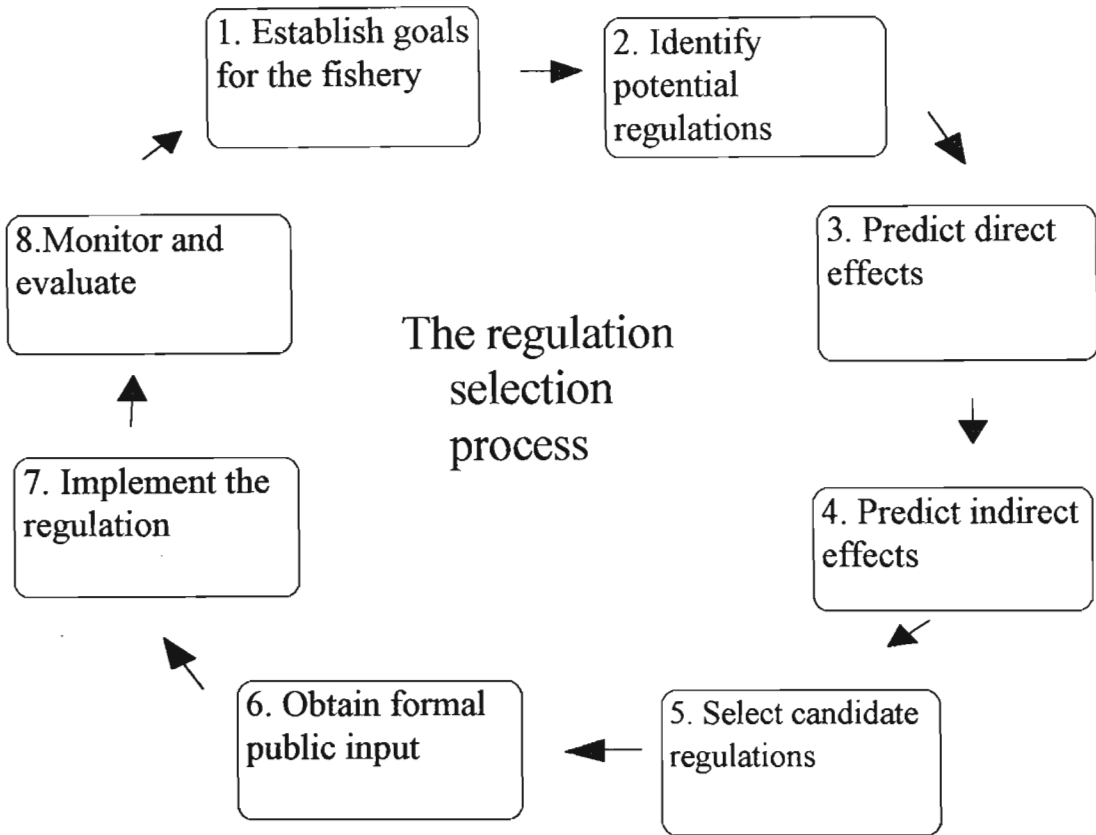 1. Establish goals
for the fishery
2. Identify
potential
regulations
3. Predict direct
effects
4. Predict indirect
effects
5. Select candidate
regulations
6. Obtain formal
public input
7. Implement the
regulation
8.Monitor and
evaluate
The regulation
selection
process